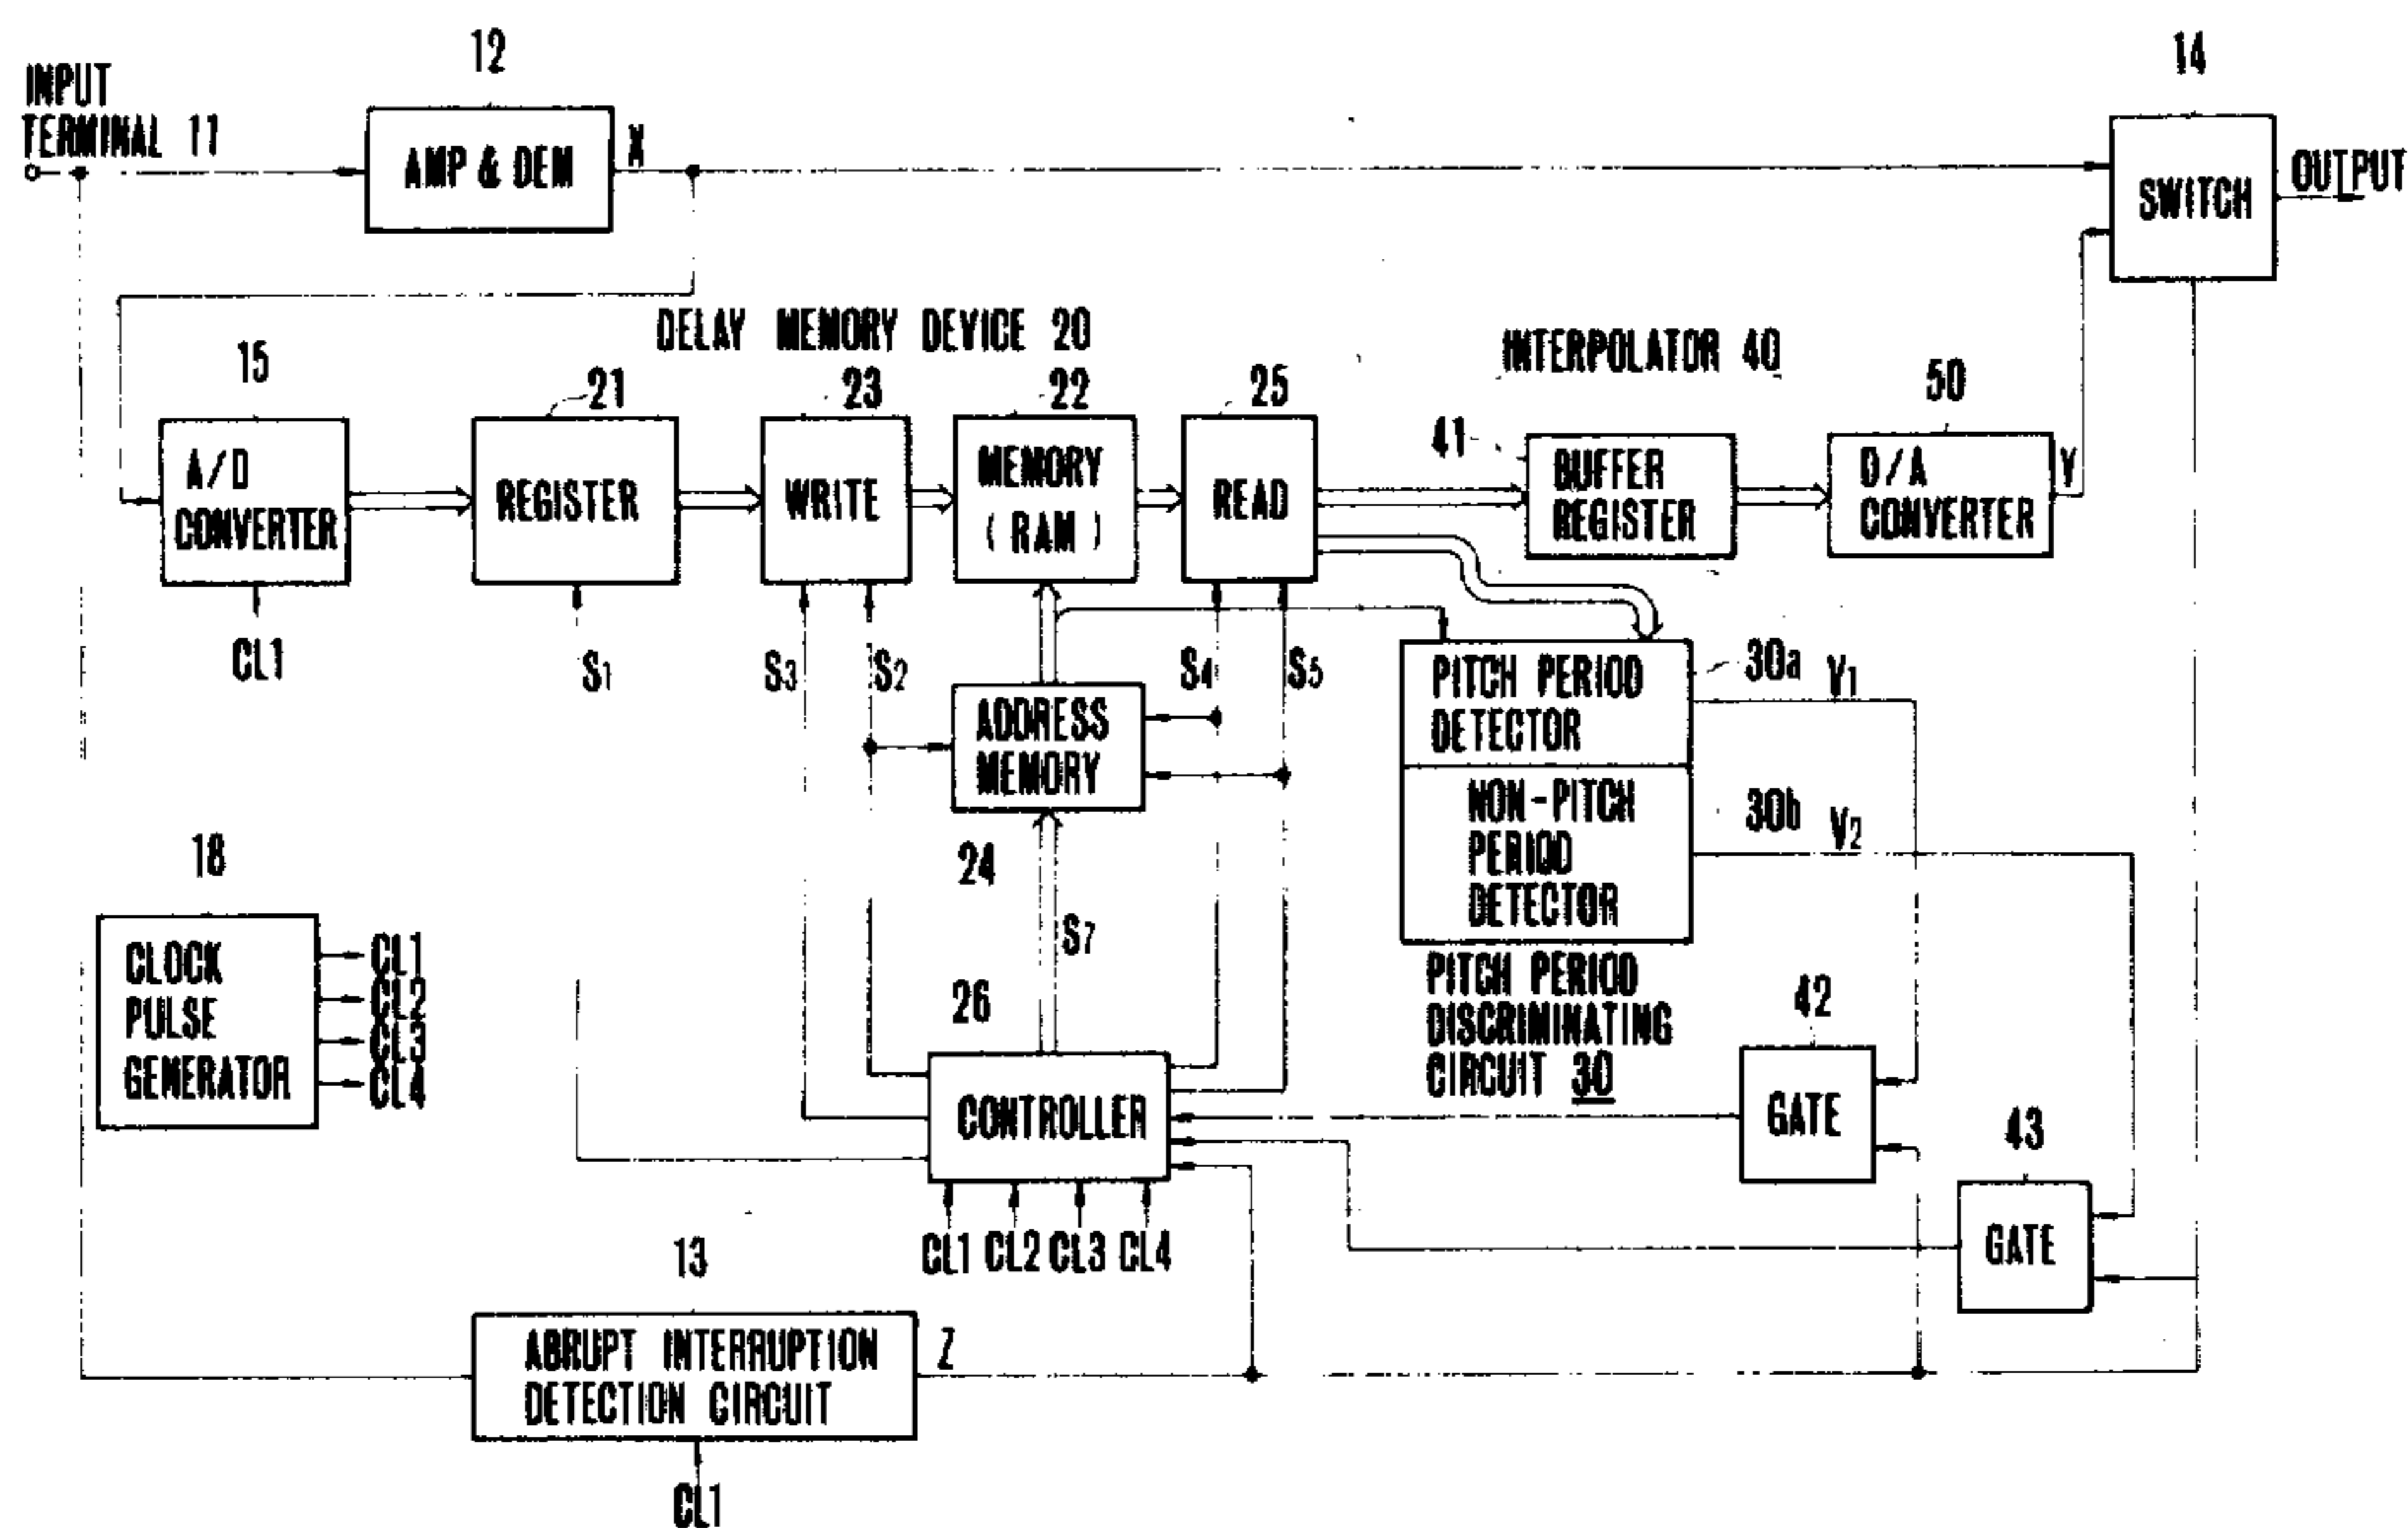 12
14
INPUT
TERMINAL 11
AMP & DEM
X
SWITCH
OUTPUT
DELAY MEMORY DEVICE 20
INTERPOLATOR 40
15
21
23
22
25
41
50
A/D
CONVERTER
REGISTER
WRITE
MEMORY
(RAM)
READ
BUFFER
REGISTER
D/A
CONVERTER
Y
CL1
S1
S3
S2
S4
S5
ADDRESS
MEMORY
24
PITCH PERIOD
DETECTOR
30a
V1
NON-PITCH
PERIOD
DETECTOR
30b
V2
PITCH PERIOD
DISCRIMINATING
CIRCUIT 30
18
CLOCK
PULSE
GENERATOR
CL1
CL2
CL3
CL4
S7
26
CONTROLLER
CL1 CL2 CL3 CL4
42
GATE
43
GATE
13
ABRUPT INTERRUPTION
DETECTION CIRCUIT
Z
CL1